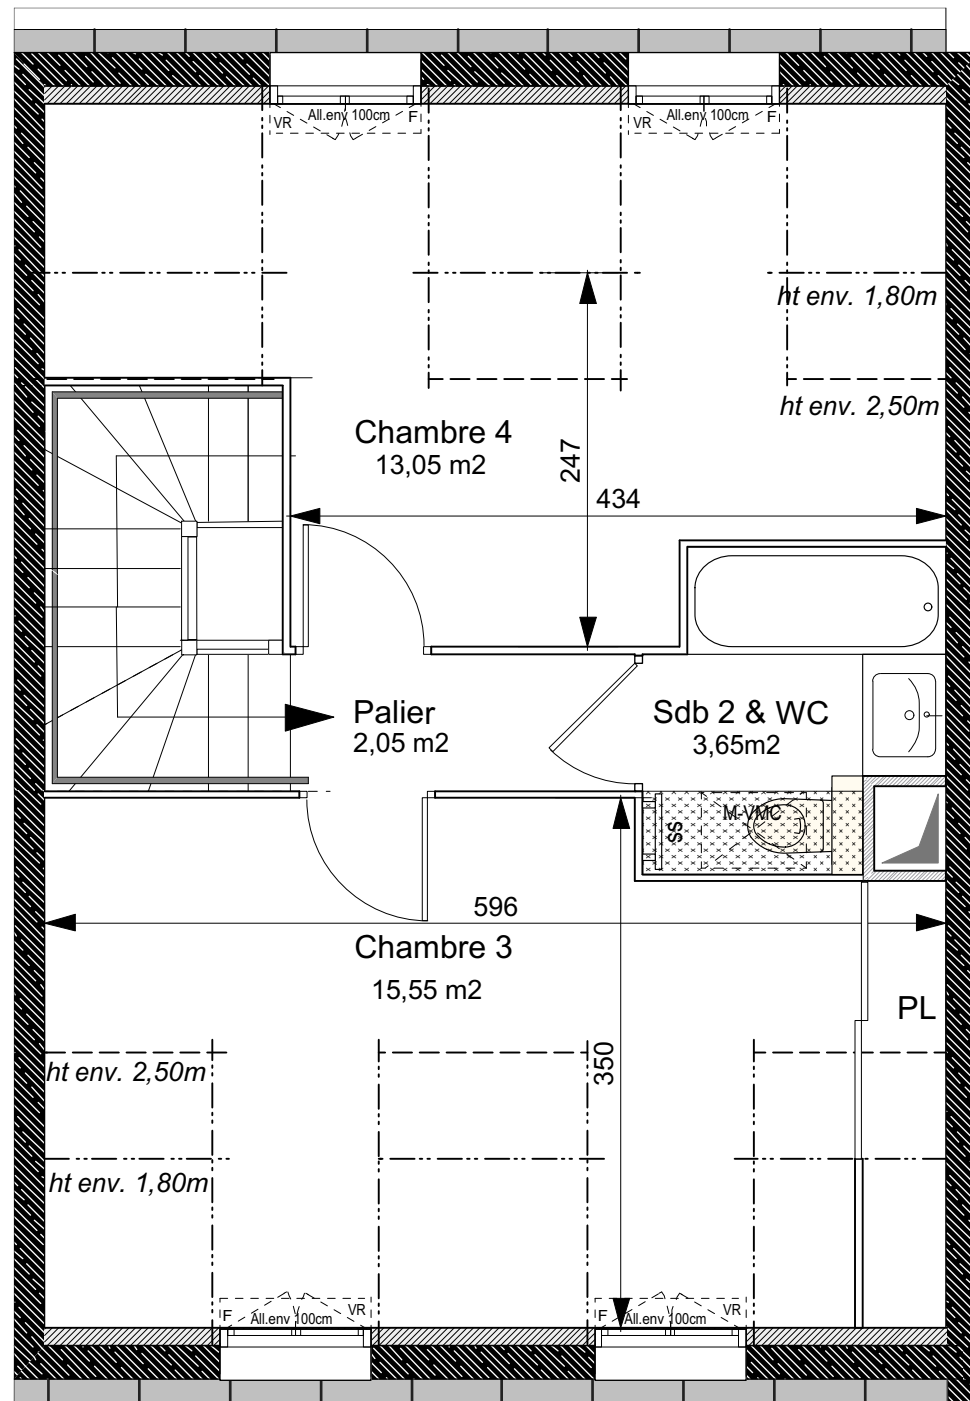 VR All.env 100cm F
VR All.env 100cm F
ht env. 1,80m
ht env. 2,50m
Chambre 4
13,05 m2
247
434
Palier
2,05 m2
Sdb 2 & WC
3,65m2
M-VMC
SS
596
Chambre 3
15,55 m2
PL
350
ht env. 2,50m
ht env. 1,80m
F All.env 100cm VR
F All.env 100cm VR